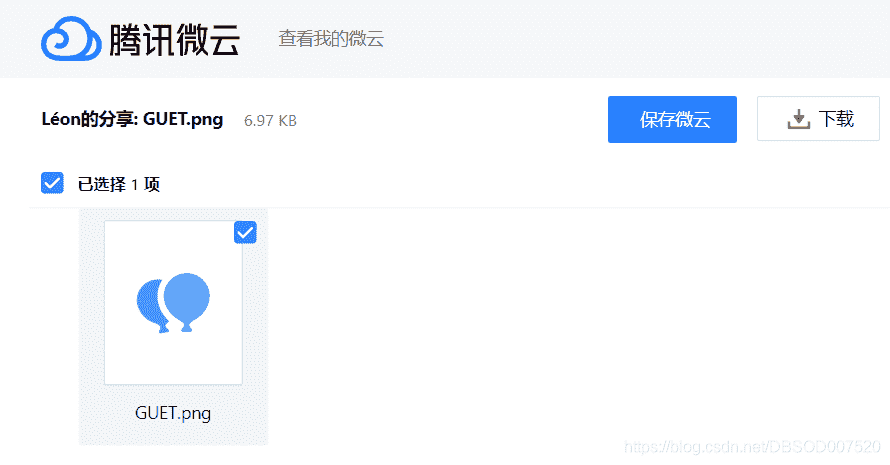 腾讯微云 查看我的微云
Léon的分享: GUET.png 6.97 KB 保存微云 下载
已选择 1 项
GUET.png
https://blog.csdn.net/DBSOD007520